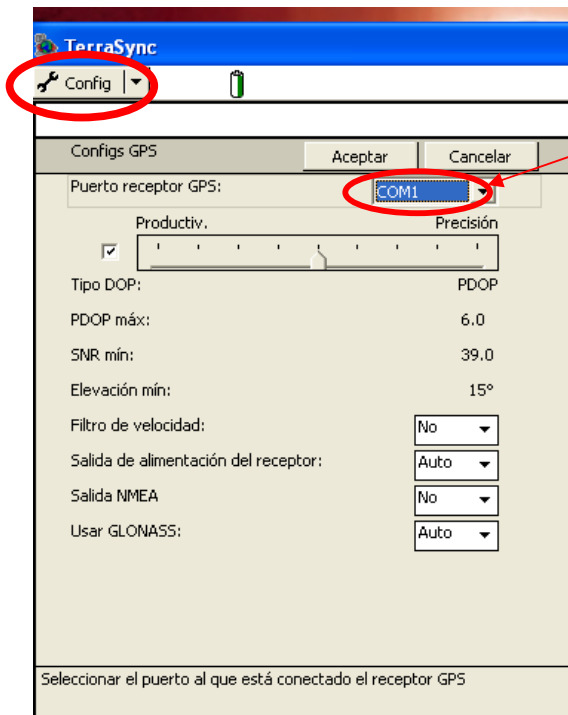 TerraSync
Config
Configs GPS Aceptar Cancelar
Puerto receptor GPS: COM1
Productiv. Precisión
Tipo DOP: PDOP
PDOP máx: 6.0
SNR mín: 39.0
Elevación mín: 15°
Filtro de velocidad: No
Salida de alimentación del receptor: Auto
Salida NMEA No
Usar GLONASS: Auto
Seleccionar el puerto al que está conectado el receptor GPS